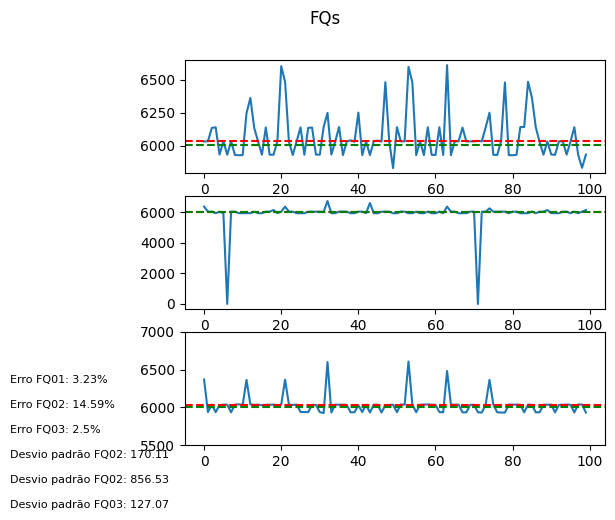 FQs
6500
6250
6000
0 20 40 60 80 100
6000
4000
2000
0
0 20 40 60 80 100
7000
6500
6000
5500
0 20 40 60 80 100
Erro FQ01: 3.23%
Erro FQ02: 14.59%
Erro FQ03: 2.5%
Desvio padrão FQ02: 170.11
Desvio padrão FQ02: 856.53
Desvio padrão FQ03: 127.07